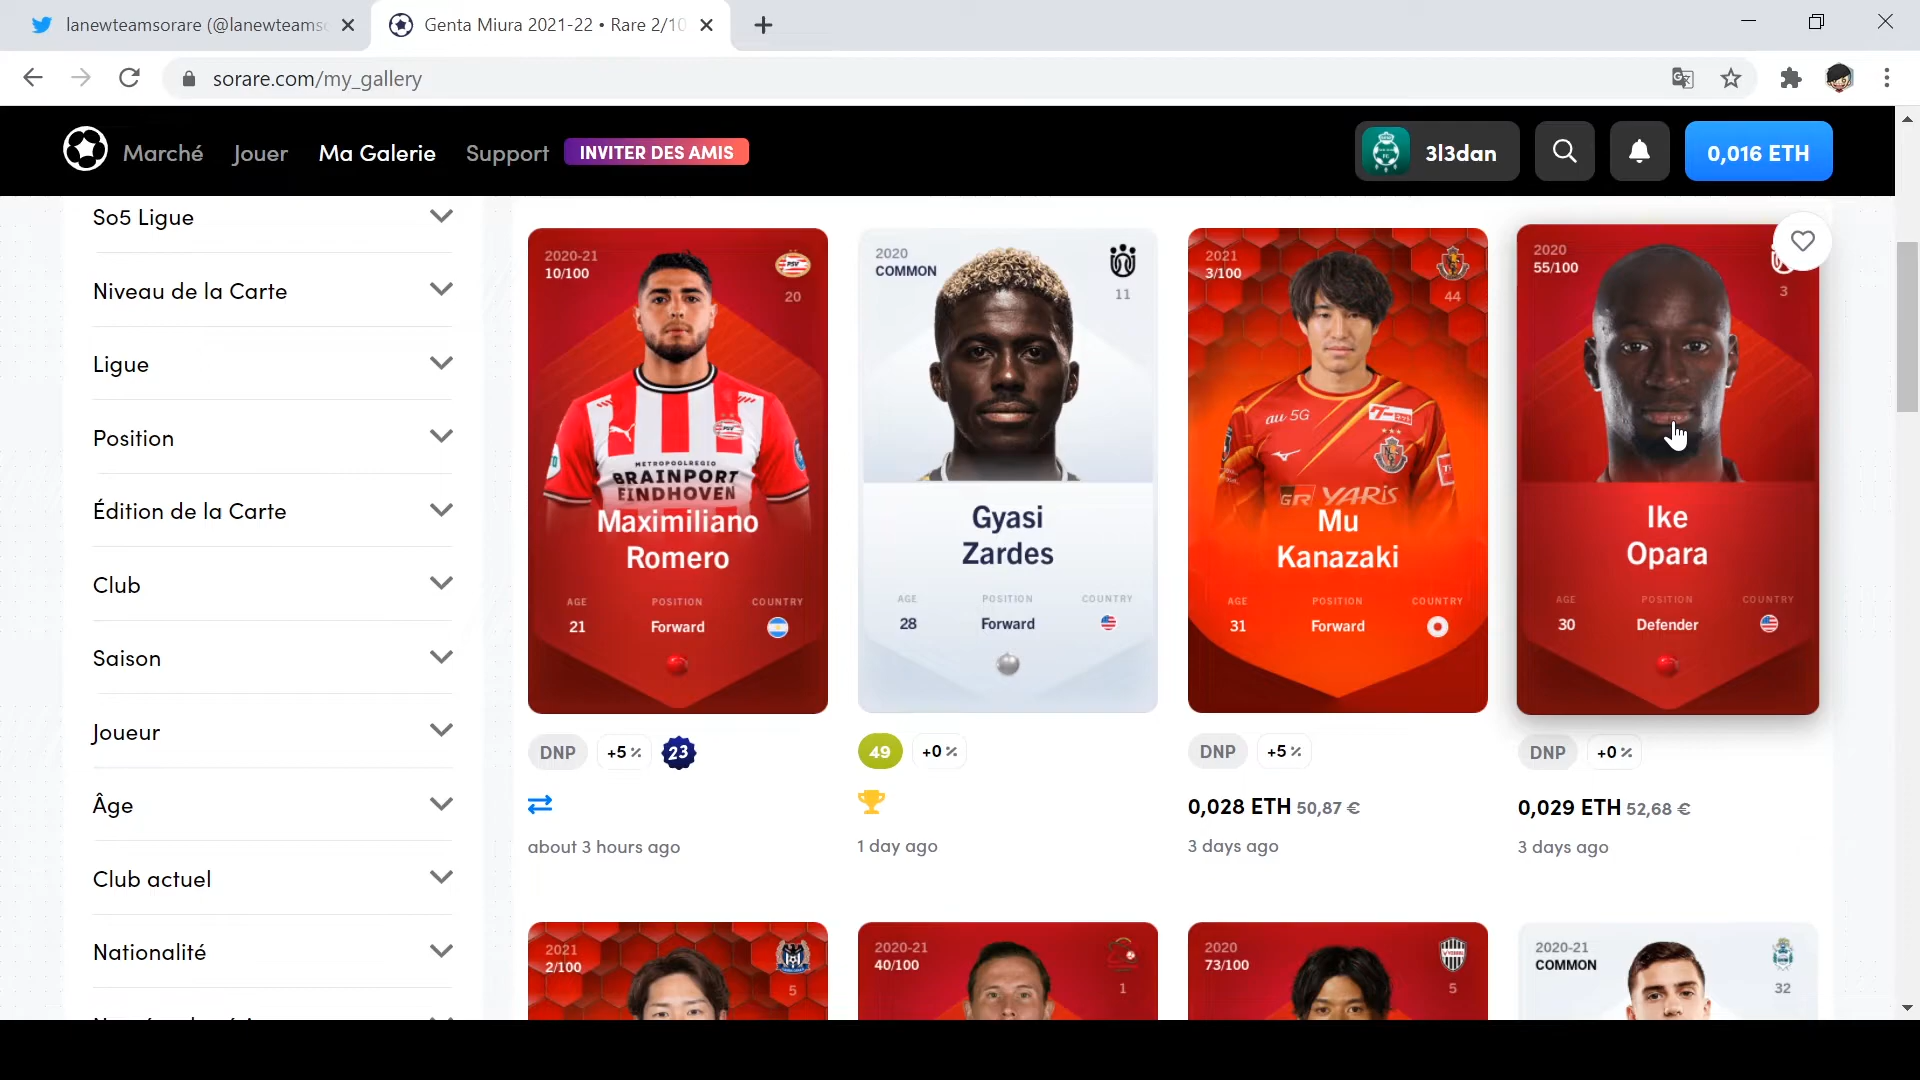 lanewteamsorare (@lanewteamso
Genta Miura 2021-22 • Rare 2/10
sorare.com/my_gallery
Marché
Jouer
Ma Galerie
Support
INVITER DES AMIS
3l3dan
0,016 ETH
So5 Ligue
Niveau de la Carte
Ligue
Position
Édition de la Carte
Club
Saison
Joueur
Âge
Club actuel
Nationalité
2020-21
10/100
PSV
20
METROPOOLREGIO
BRAINPORT
EINDHOVEN
Maximiliano
Romero
AGE POSITION COUNTRY
21 Forward
DNP +5% 23
about 3 hours ago
2020
COMMON
11
Gyasi
Zardes
AGE POSITION COUNTRY
28 Forward
49 +0%
1 day ago
2021
3/100
44
au 5G
GR YARiS
Mu
Kanazaki
AGE POSITION COUNTRY
31 Forward
DNP +5%
0,028 ETH 50,87 €
3 days ago
2020
55/100
3
Ike
Opara
AGE POSITION COUNTRY
30 Defender
DNP +0%
0,029 ETH 52,68 €
3 days ago
2021
2/100
5
2020-21
40/100
1
2020
73/100
5
2020-21
COMMON
32